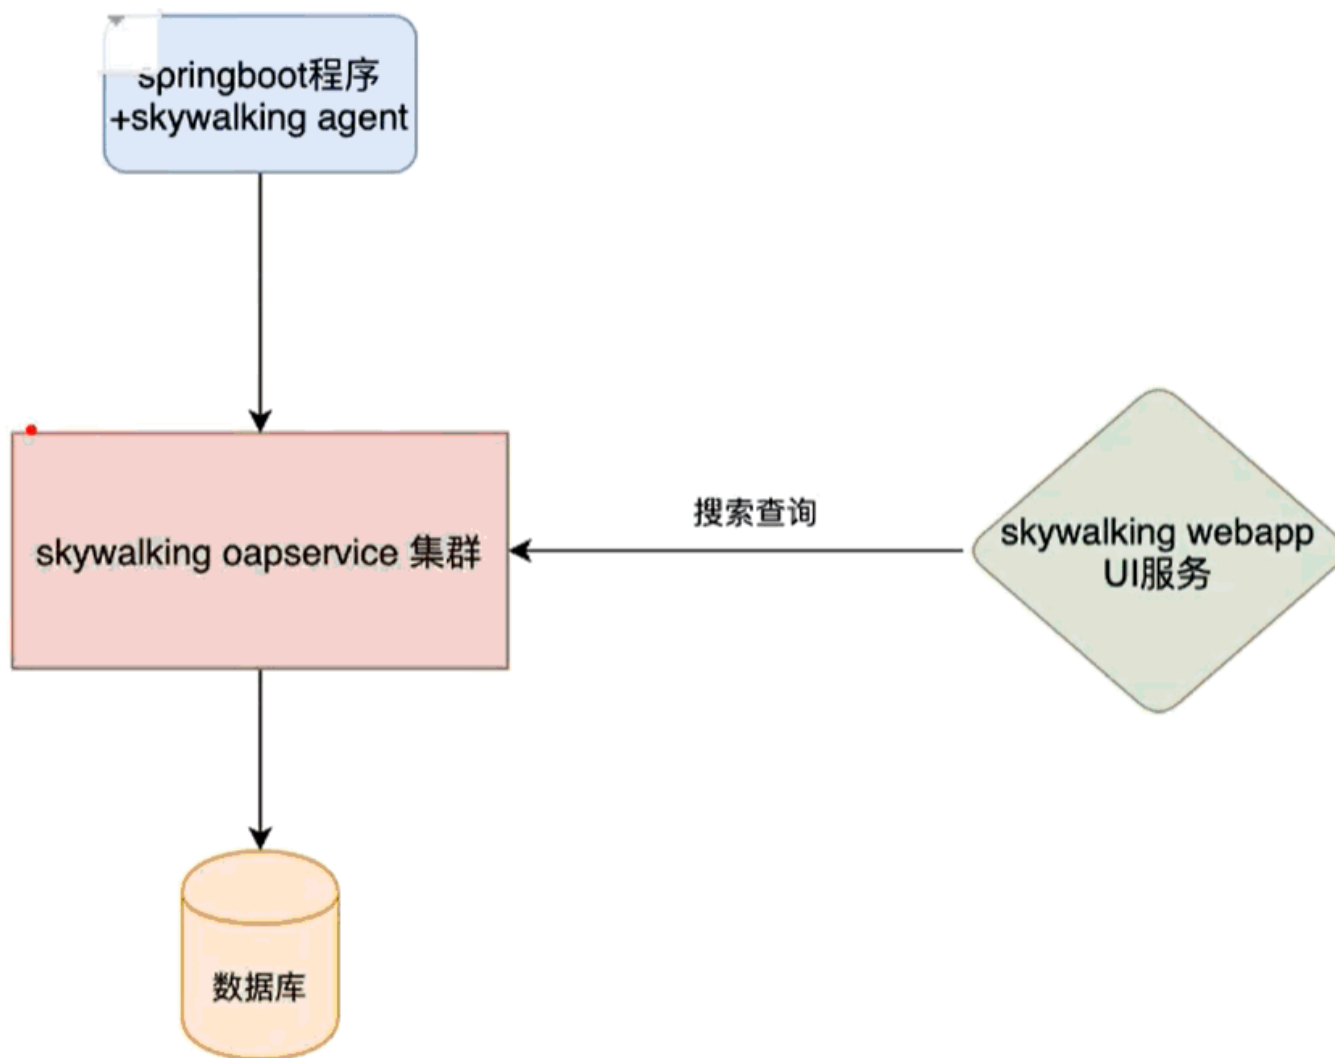 springboot程序
+skywalking agent
搜索查询
skywalking oapservice 集群
skywalking webapp
UI服务
数据库